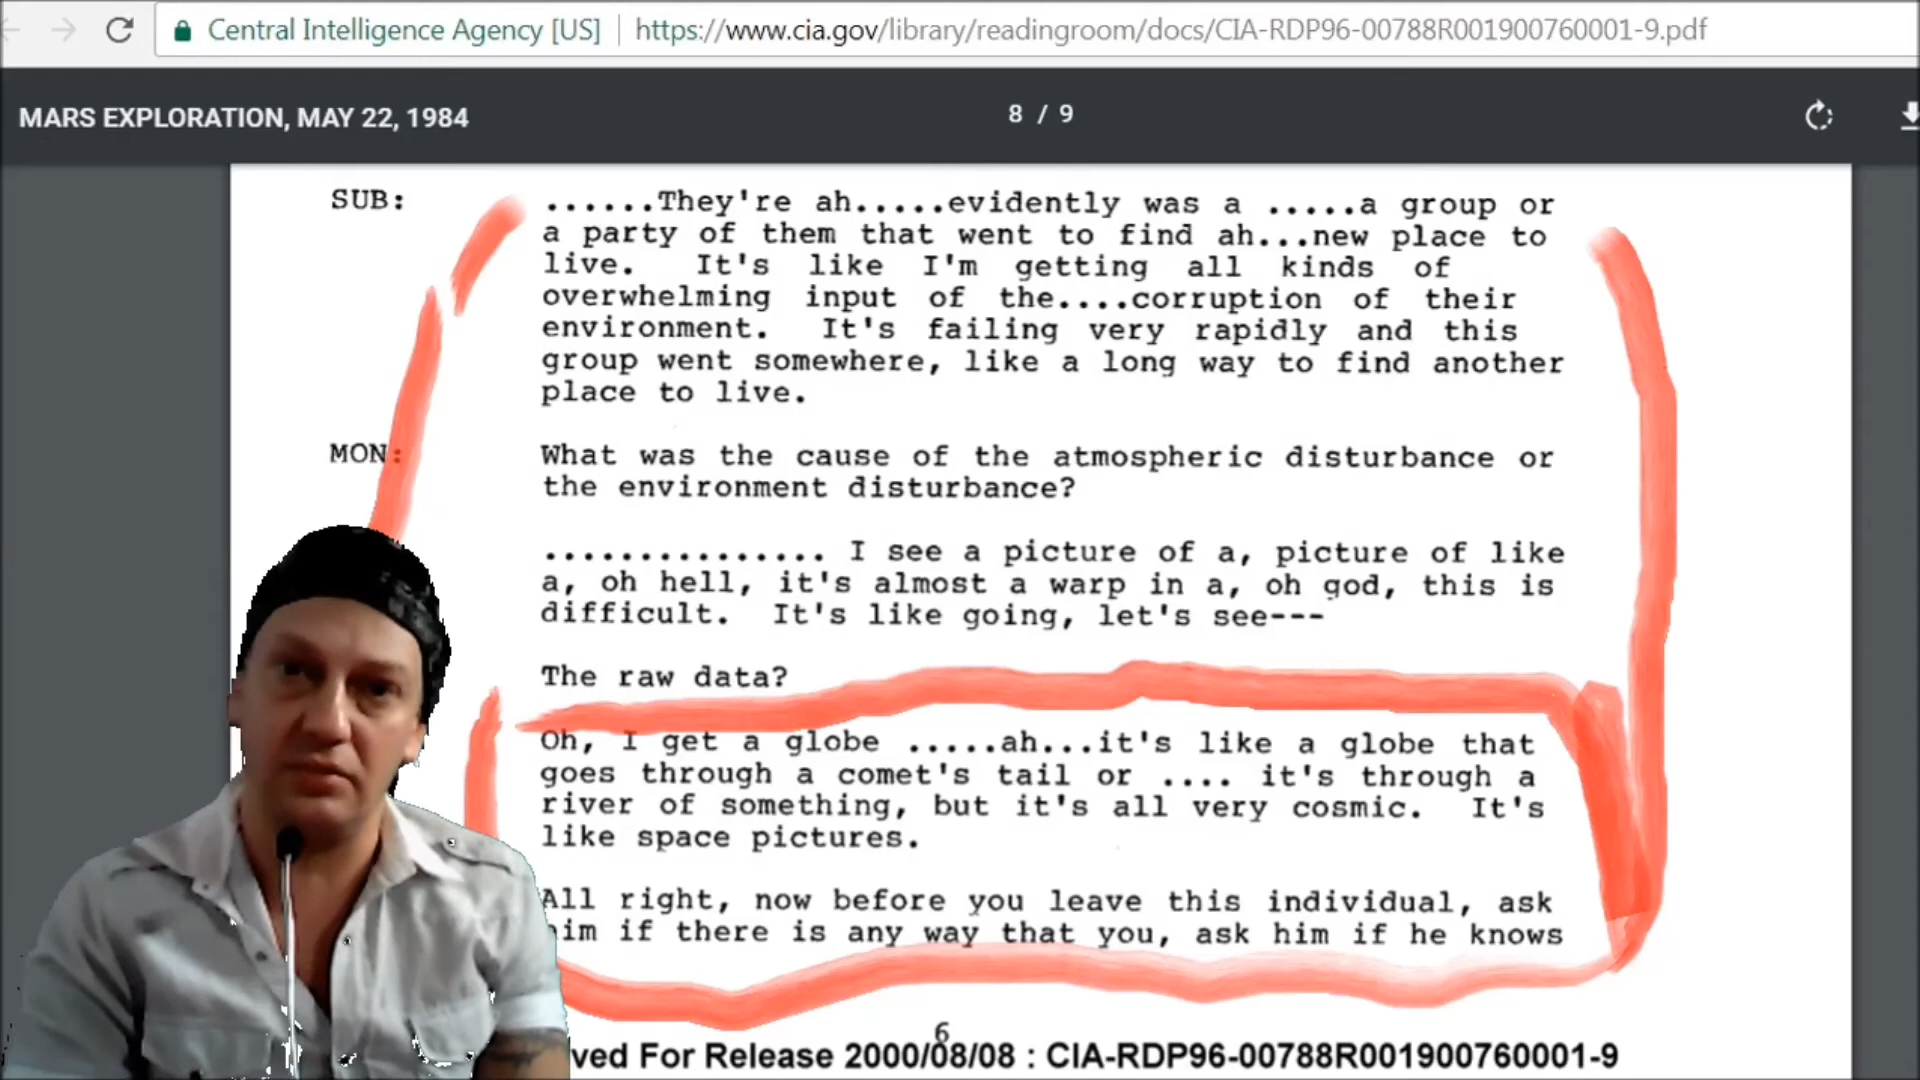 Central Intelligence Agency [US] https://www.cia.gov/library/readingroom/docs/CIA-RDP96-00788R001900760001-9.pdf
MARS EXPLORATION, MAY 22, 1984 8 / 9
SUB: ......They're ah.....evidently was a .....a group or
a party of them that went to find ah...new place to
live. It's like I'm getting all kinds of
overwhelming input of the....corruption of their
environment. It's failing very rapidly and this
group went somewhere, like a long way to find another
place to live.
MON: What was the cause of the atmospheric disturbance or
the environment disturbance?
............... I see a picture of a, picture of like
a, oh hell, it's almost a warp in a, oh god, this is
difficult. It's like going, let's see---
The raw data?
Oh, I get a globe .....ah...it's like a globe that
goes through a comet's tail or .... it's through a
river of something, but it's all very cosmic. It's
like space pictures.
All right, now before you leave this individual, ask
him if there is any way that you, ask him if he knows
6
ved For Release 2000/08/08 : CIA-RDP96-00788R001900760001-9